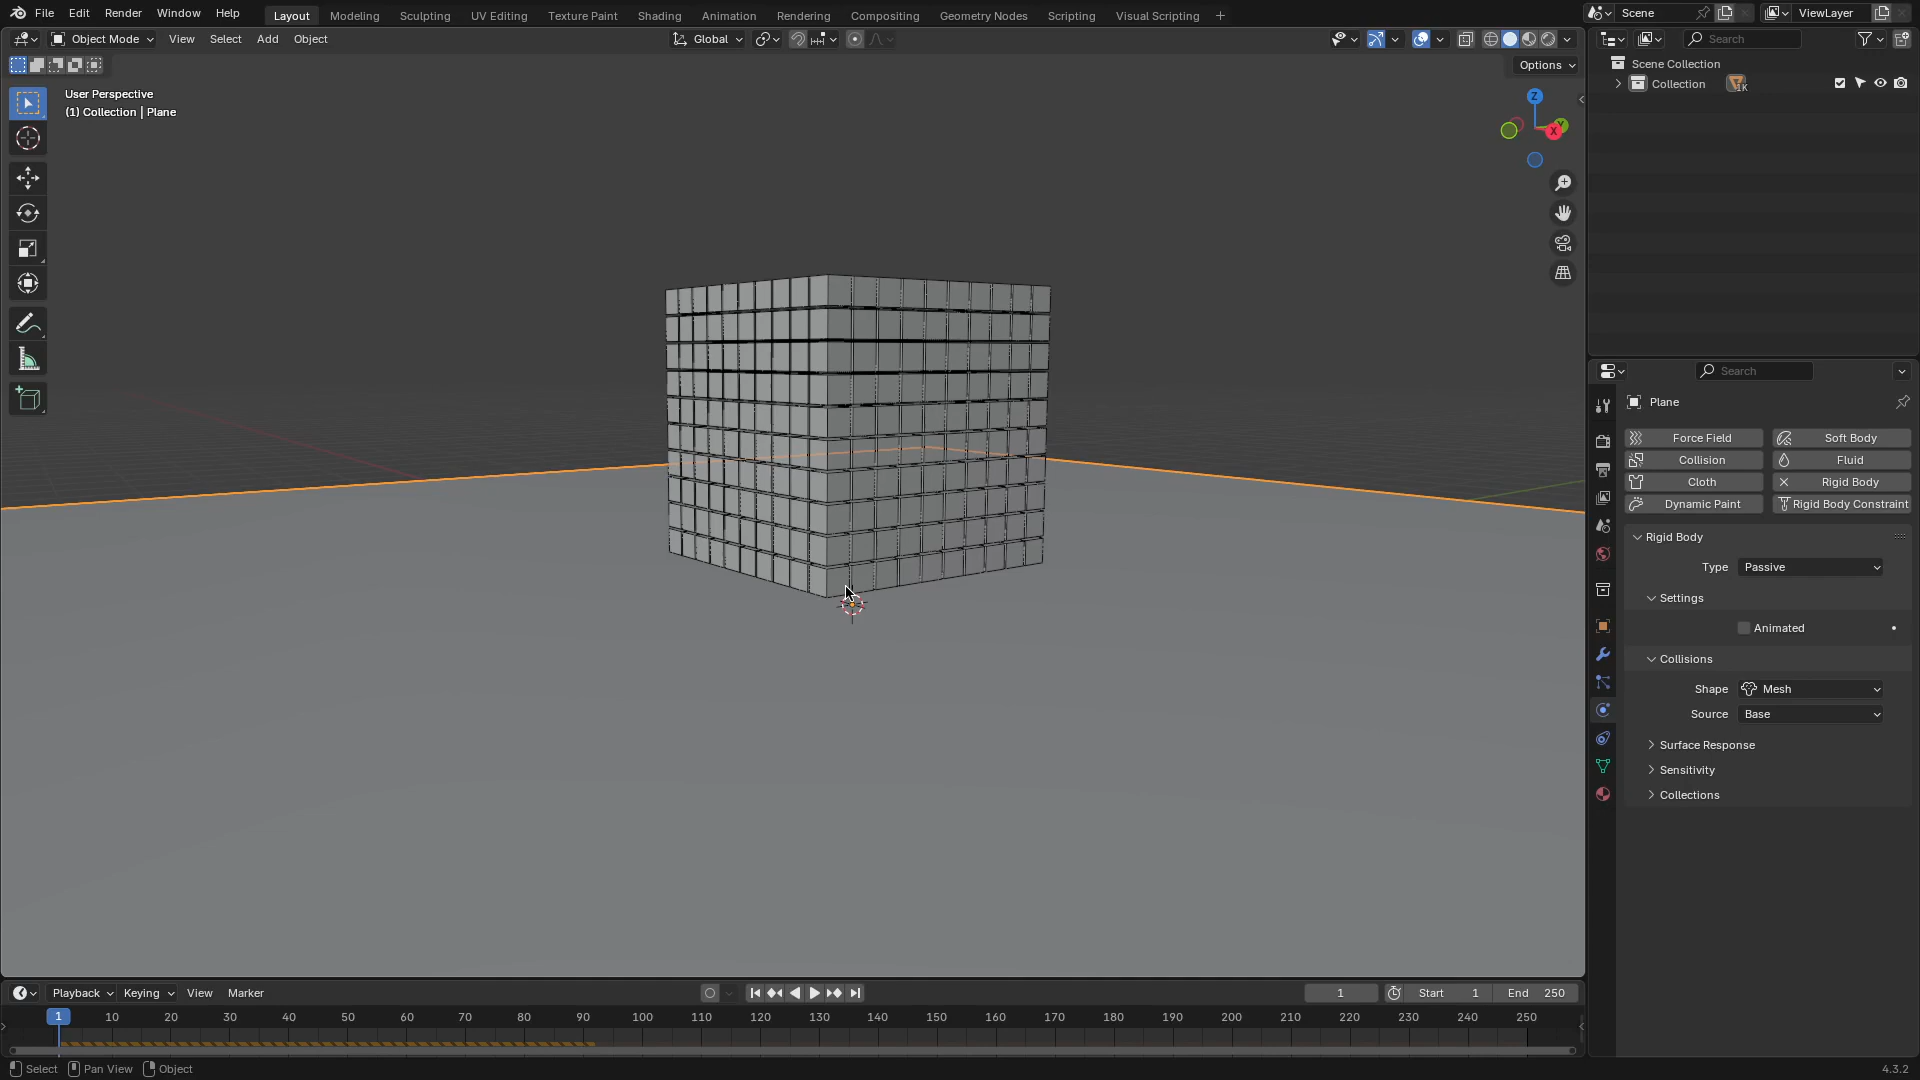 File Edit Render Window Help Layout Modeling Sculpting UV Editing Texture Paint Shading Animation Rendering Compositing Geometry Nodes Scripting Visual Scripting Scene ViewLayer
Object Mode View Select Add Object Global Search
Options
User Perspective
(1) Collection | Plane
Z
Y
X
Scene Collection
Collection 1K
Search
Plane
Force Field Soft Body
Collision Fluid
Cloth Rigid Body
Dynamic Paint Rigid Body Constraint
Rigid Body
Type Passive
Settings
Animated
Collisions
Shape Mesh
Source Base
Surface Response
Sensitivity
Collections
Playback Keying View Marker 1 Start 1 End 250
1 10 20 30 40 50 60 70 80 90 100 110 120 130 140 150 160 170 180 190 200 210 220 230 240 250
Select Pan View Object 4.3.2